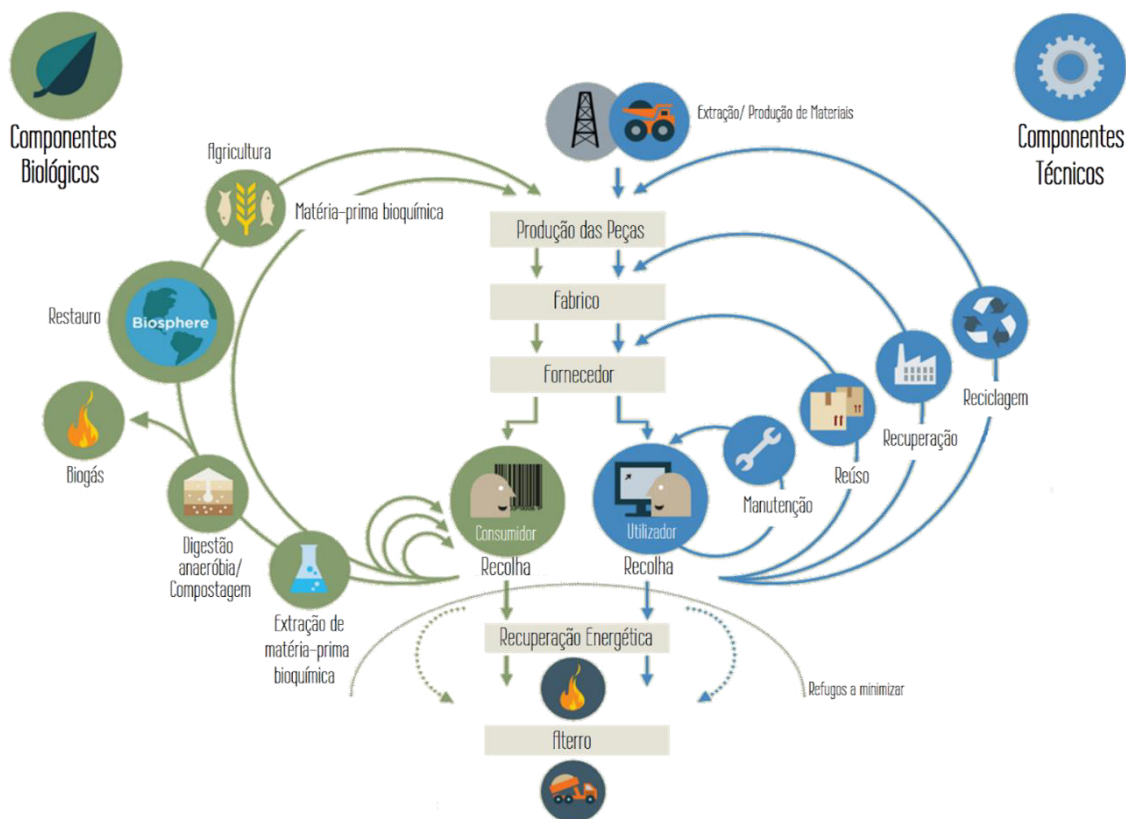 Componentes
Biológicos
Extração/ Produção de Materiais
Componentes
Técnicos
Agricultura
Matéria-prima bioquímica
Produção das Peças
Restauro
Biosphere
Fabrico
Fornecedor
Reciclagem
Recuperação
Reúso
Manutenção
Biogás
Consumidor
Utilizador
Recolha
Recolha
Digestão
anaeróbia/
Compostagem
Extração de
matéria-prima
bioquímica
Recuperação Energética
Refugos a minimizar
Aterro